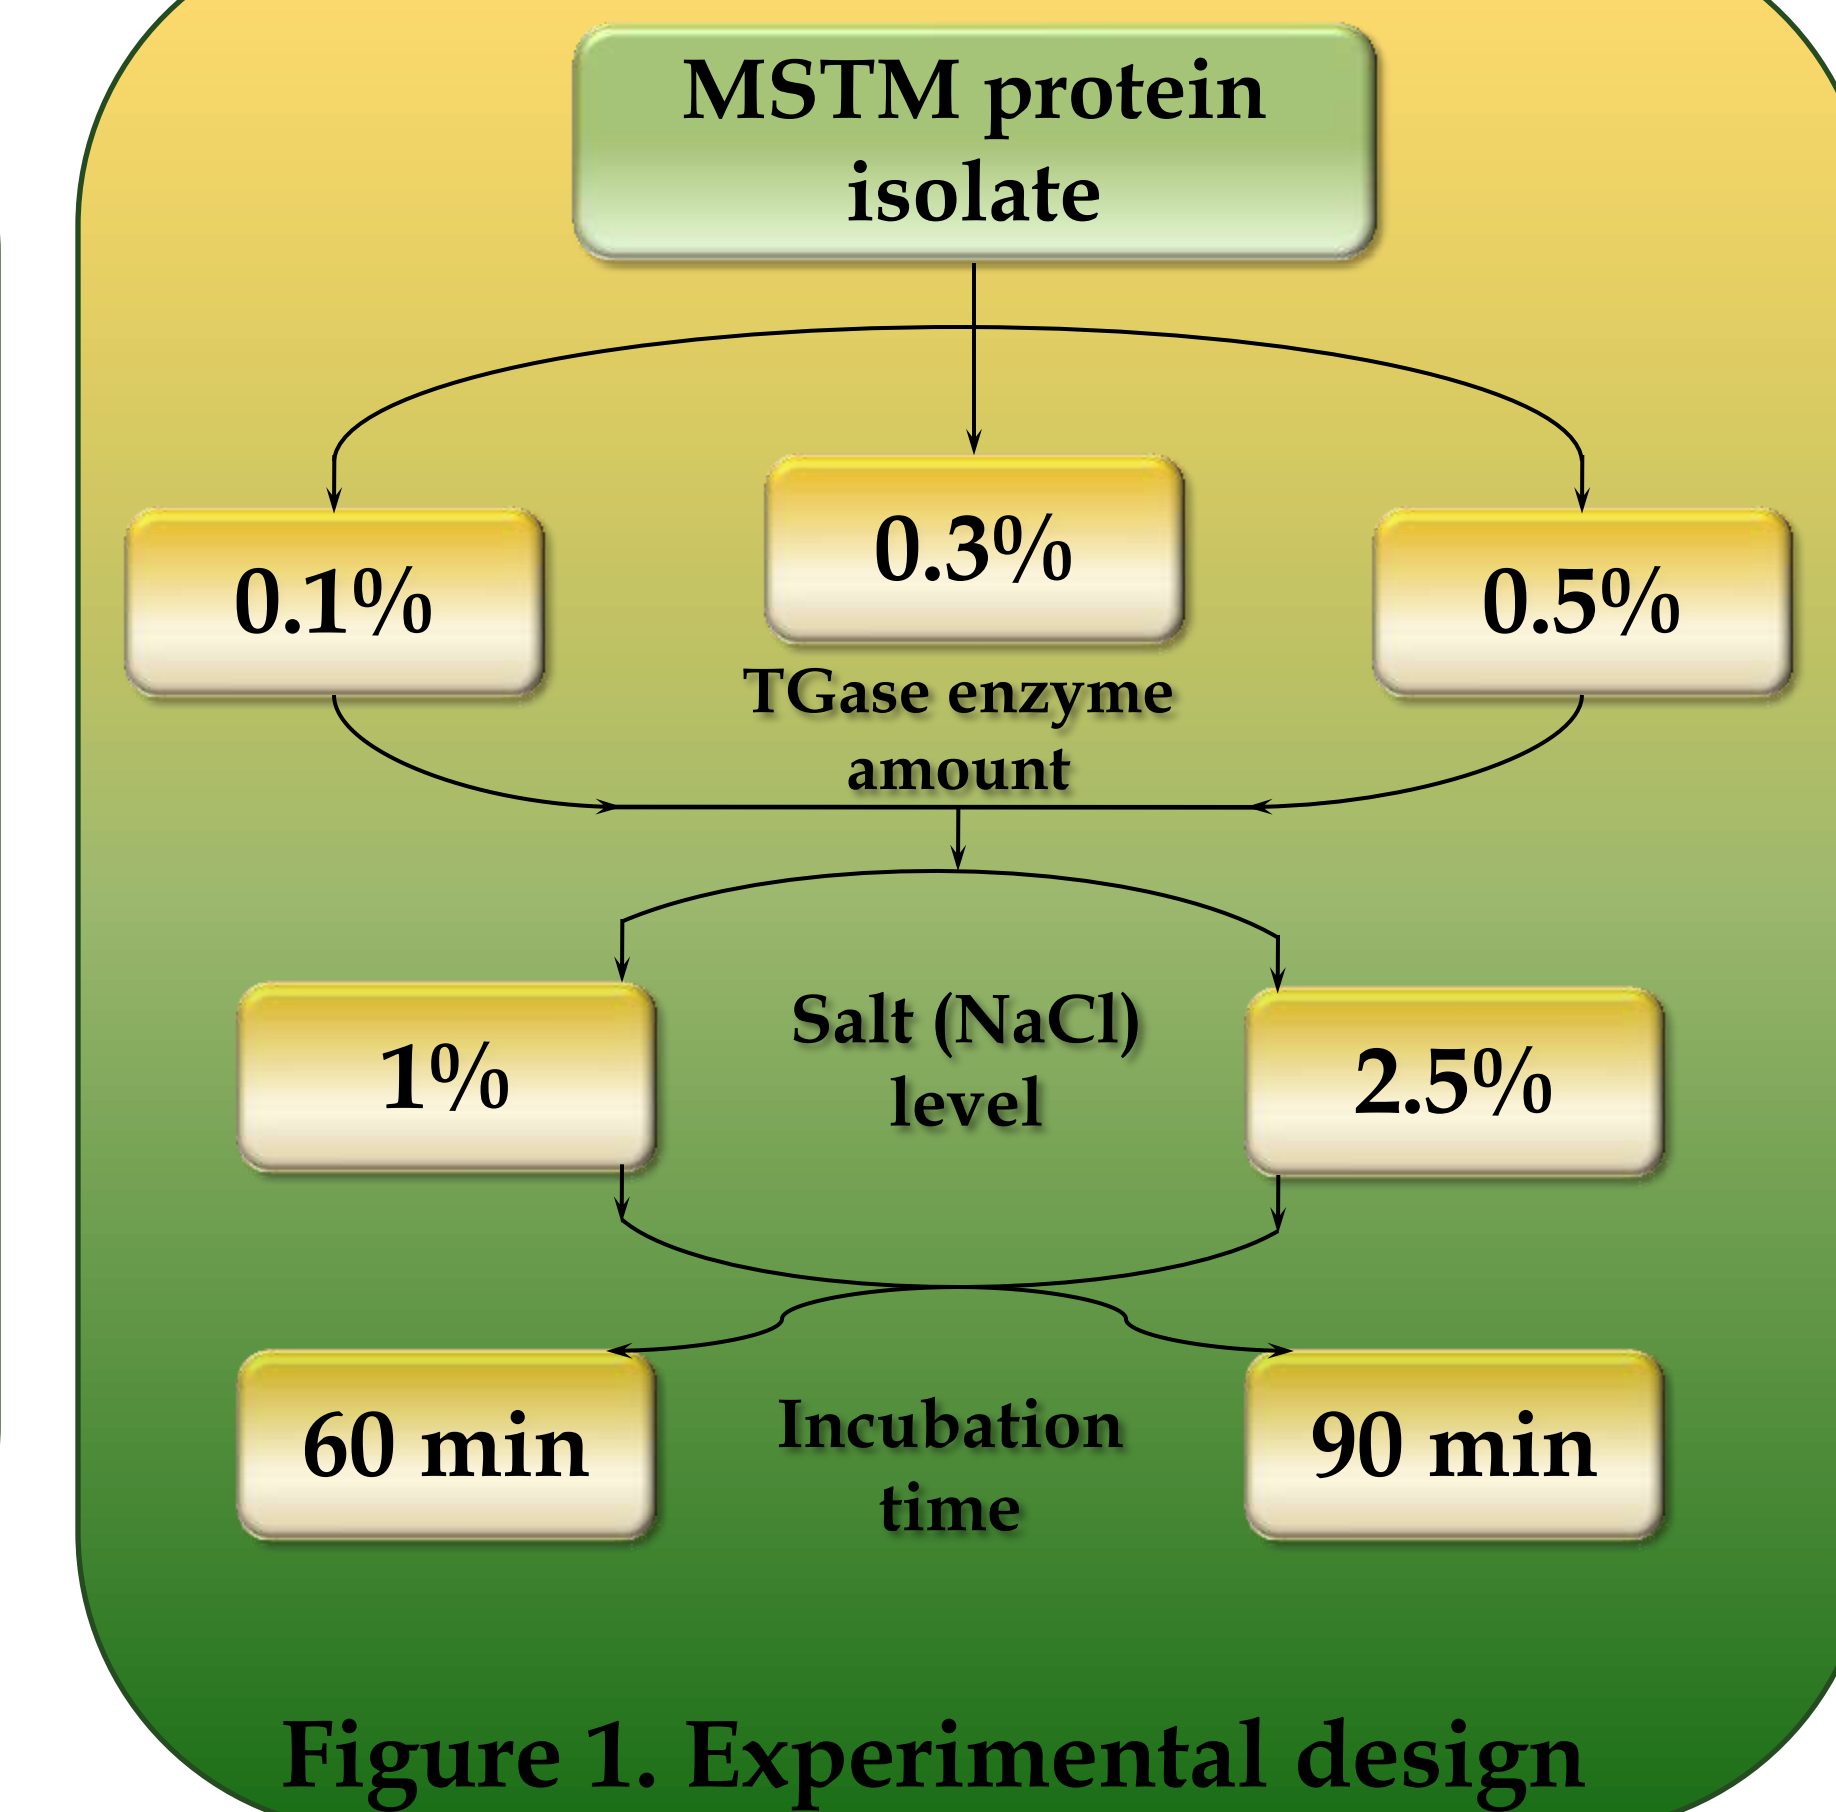 MSTM protein
isolate
0.1%
0.3%
0.5%
TGase enzyme
amount
1%
Salt (NaCl)
level
2.5%
60 min
Incubation
time
90 min
Figure 1. Experimental design